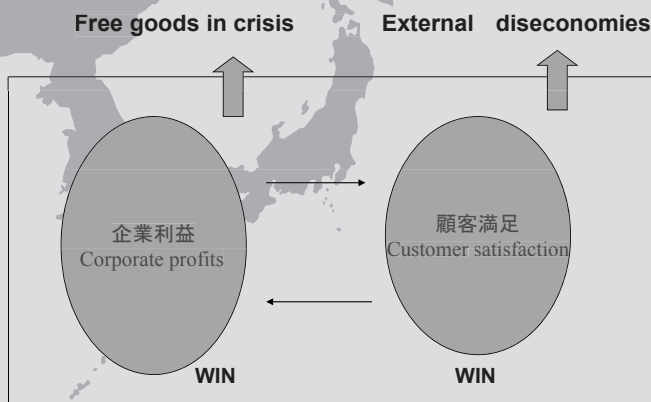 Free goods in crisis
External diseconomies
企業利益
Corporate profits
顧客満足
Customer satisfaction
WIN
WIN